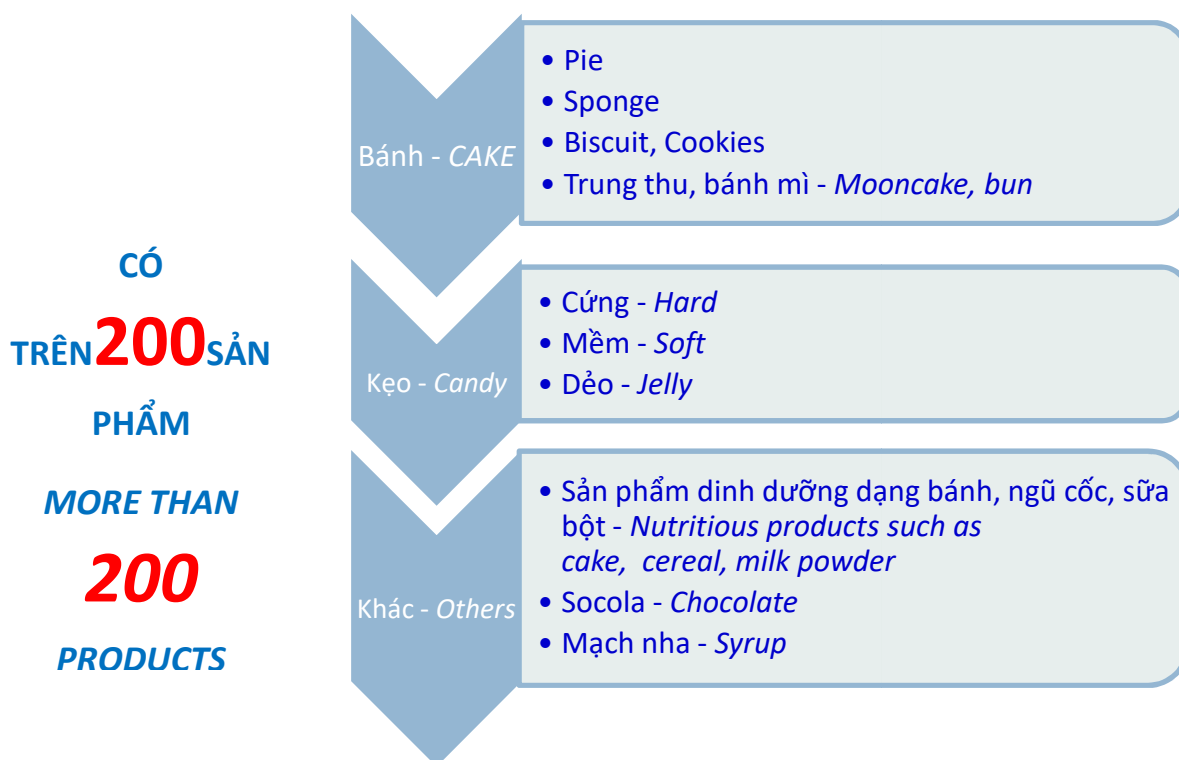 CÓ
TRÊN200SẢN
PHẨM
MORE THAN
200
PRODUCTS
Bánh - CAKE
• Pie
• Sponge
• Biscuit, Cookies
• Trung thu, bánh mì - Mooncake, bun
Kẹo - Candy
• Cứng - Hard
• Mềm - Soft
• Dẻo - Jelly
Khác - Others
• Sản phẩm dinh dưỡng dạng bánh, ngũ cốc, sữa
bột - Nutritious products such as
cake, cereal, milk powder
• Socola - Chocolate
• Mạch nha - Syrup